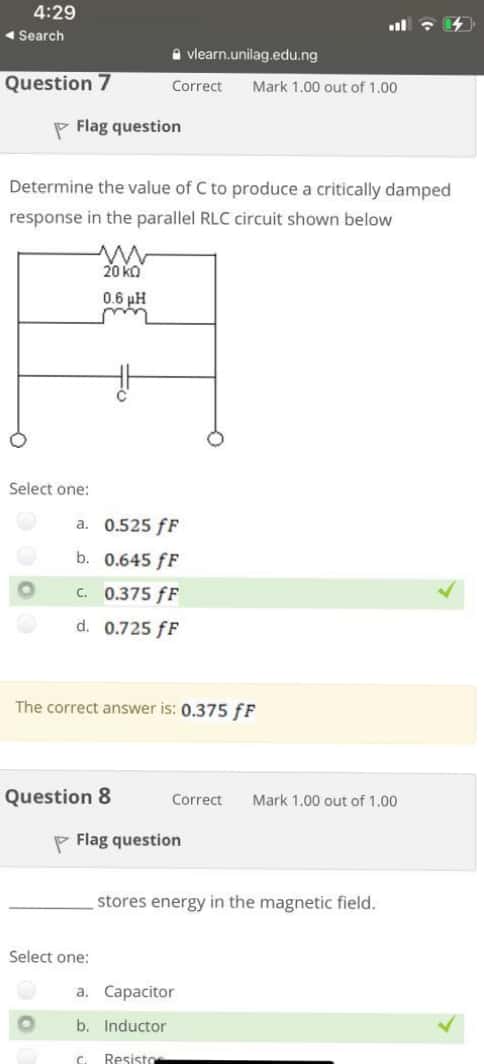 4:29
◀ Search
vlearn.unilag.edu.ng
Question 7 Correct Mark 1.00 out of 1.00
Flag question
Determine the value of C to produce a critically damped
response in the parallel RLC circuit shown below
20 kΩ
0.6 μH
C
Select one:
a. 0.525 fF
b. 0.645 fF
c. 0.375 fF
d. 0.725 fF
The correct answer is: 0.375 fF
Question 8 Correct Mark 1.00 out of 1.00
Flag question
________ stores energy in the magnetic field.
Select one:
a. Capacitor
b. Inductor
c. Resistor